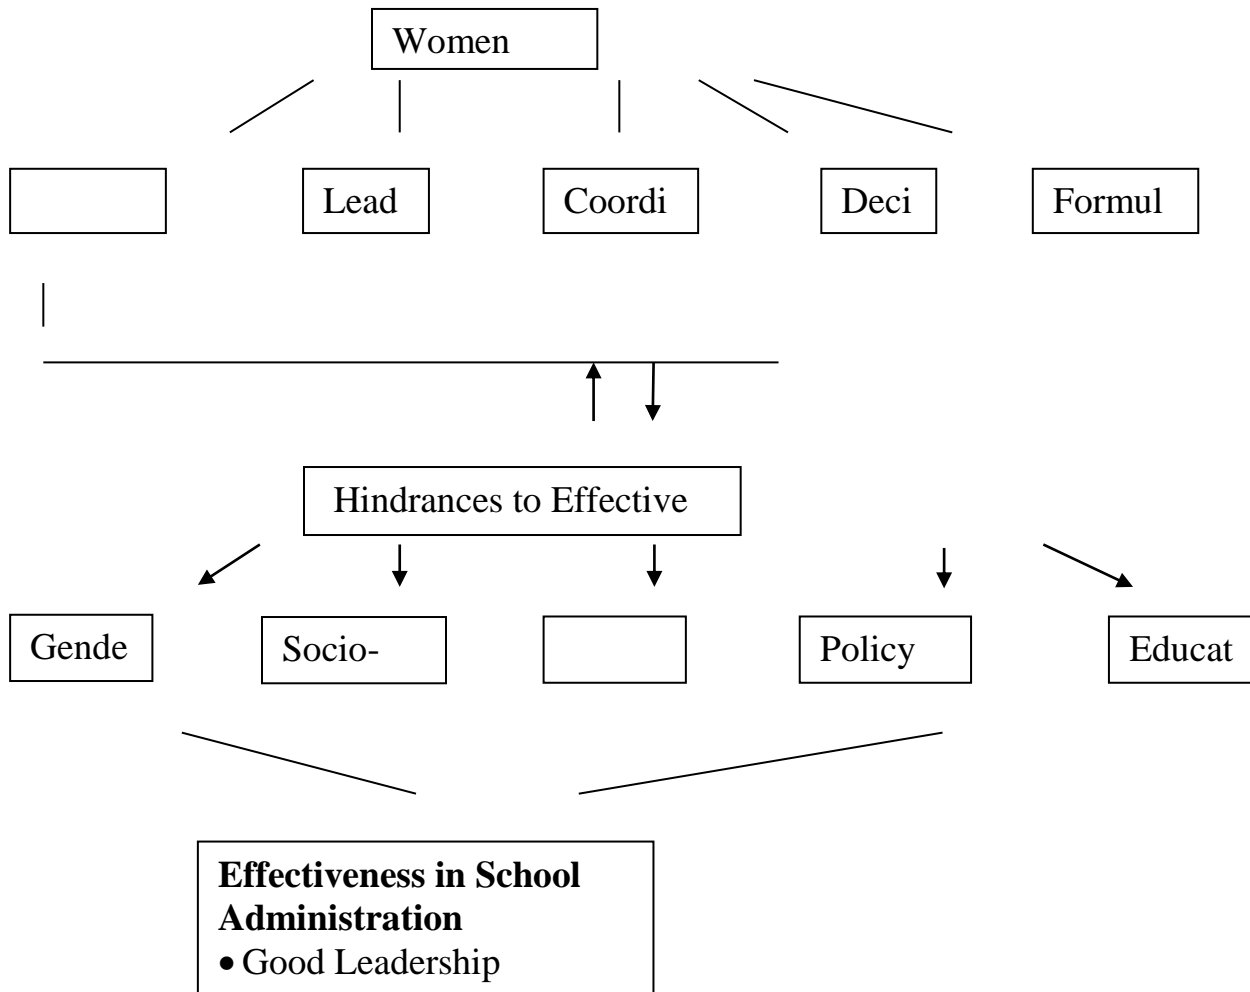 Women
Lead
Coordi
Deci
Formul
Hindrances to Effective
Gende
Socio-
Policy
Educat
Effectiveness in School
Administration
• Good Leadership